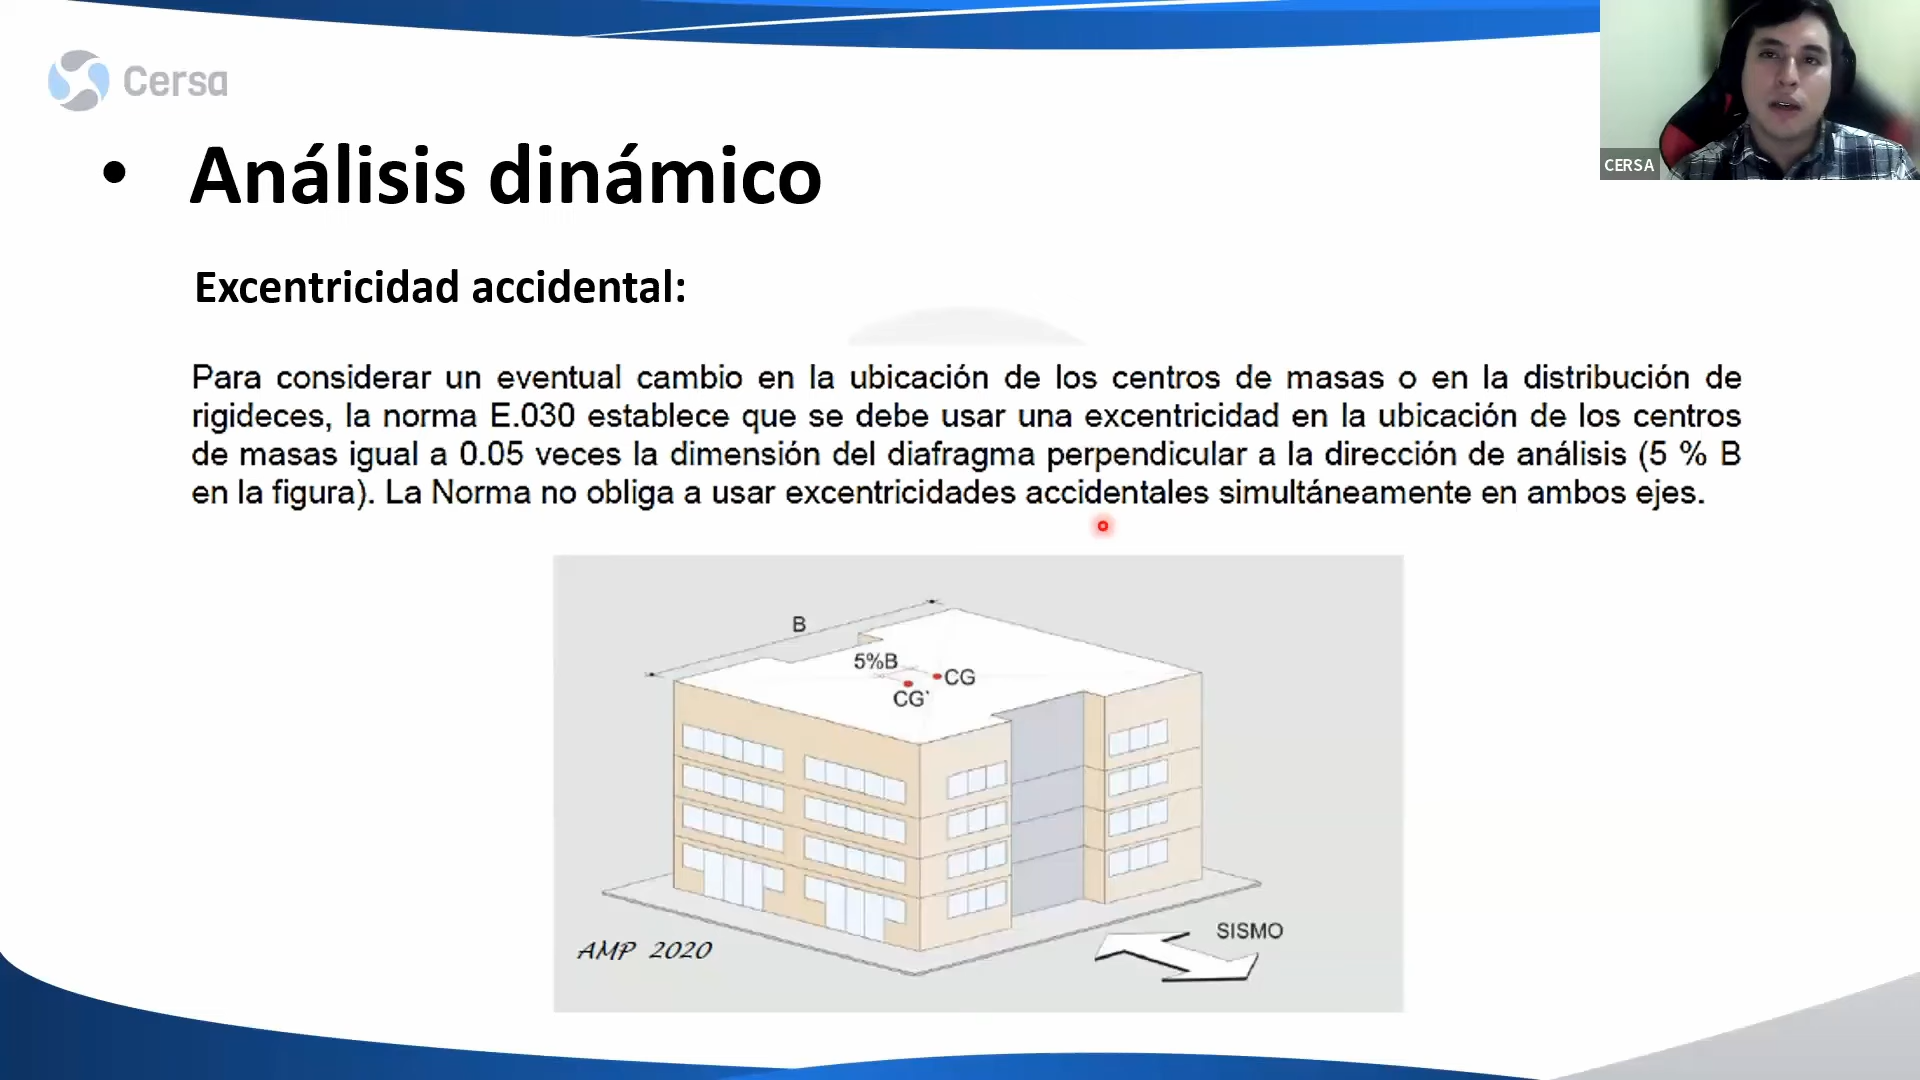 Cersa
CERSA
• Análisis dinámico
Excentricidad accidental:
Para considerar un eventual cambio en la ubicación de los centros de masas o en la distribución de
rigideces, la norma E.030 establece que se debe usar una excentricidad en la ubicación de los centros
de masas igual a 0.05 veces la dimensión del diafragma perpendicular a la dirección de análisis (5 % B
en la figura). La Norma no obliga a usar excentricidades accidentales simultáneamente en ambos ejes.
B
5%B
CG
CG`
SISMO
AMP 2020